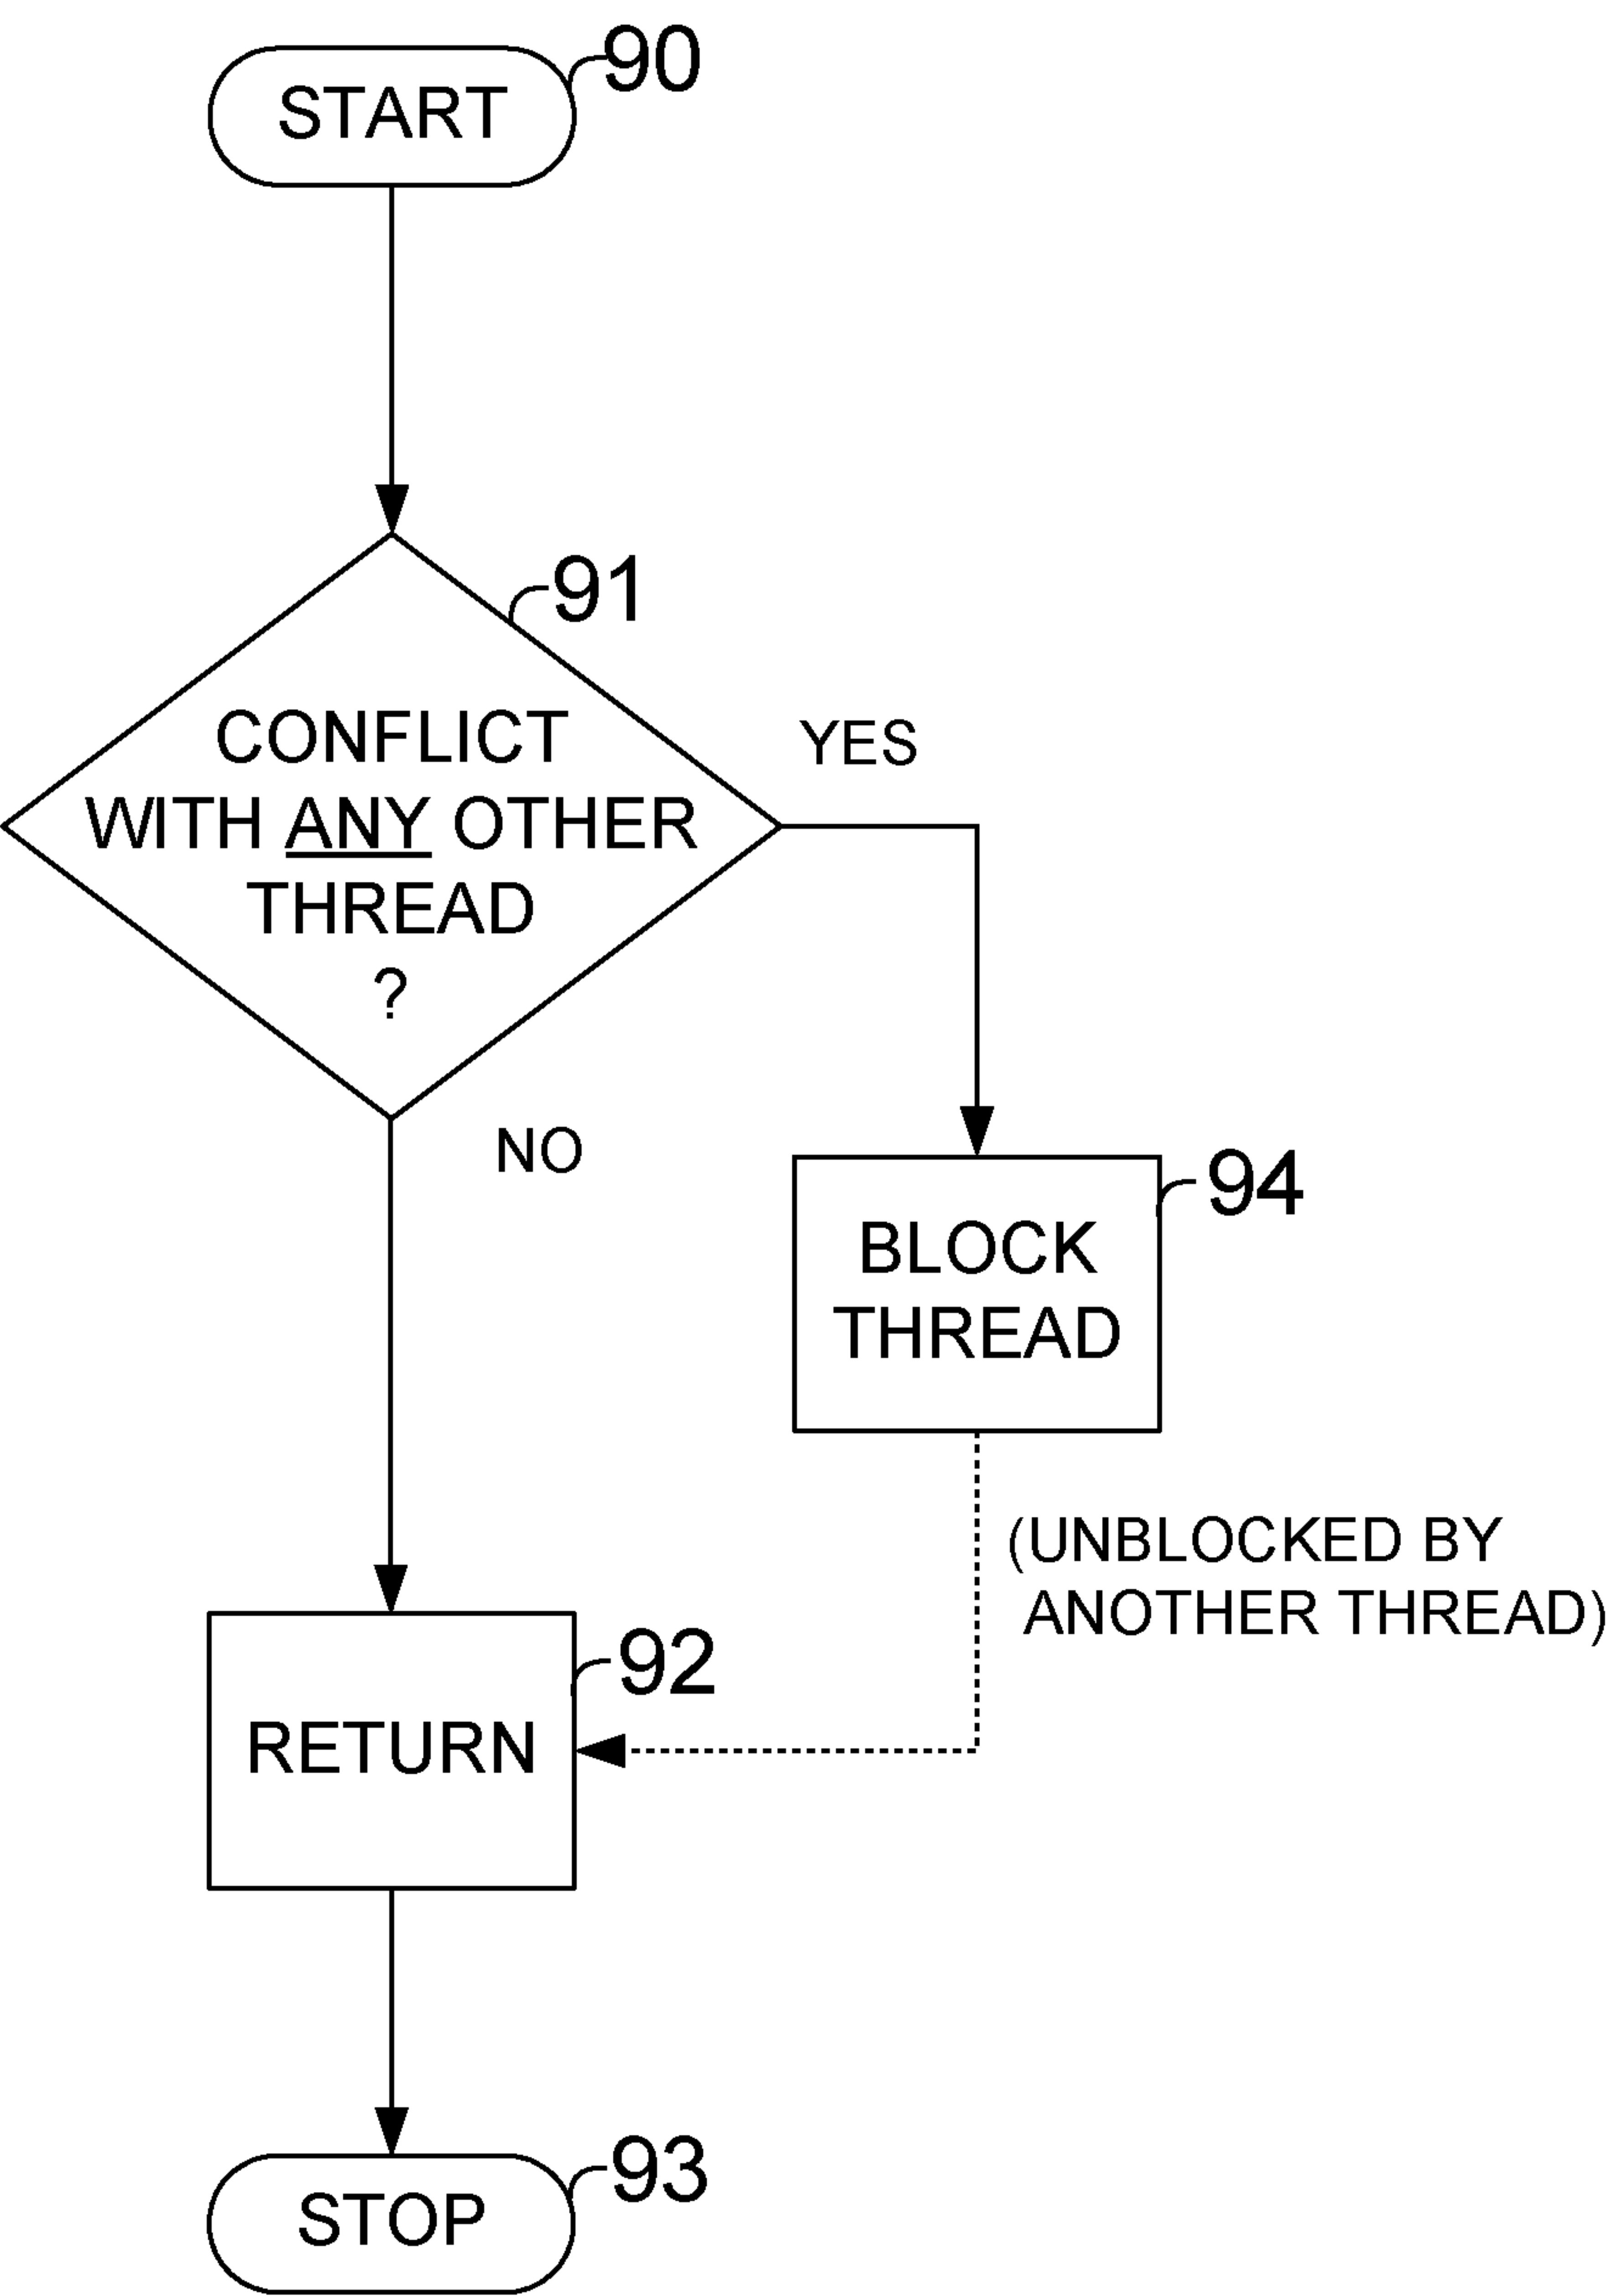 START
90
91
CONFLICT
WITH ANY OTHER
THREAD
?
YES
NO
94
BLOCK
THREAD
(UNBLOCKED BY
ANOTHER THREAD)
92
RETURN
93
STOP